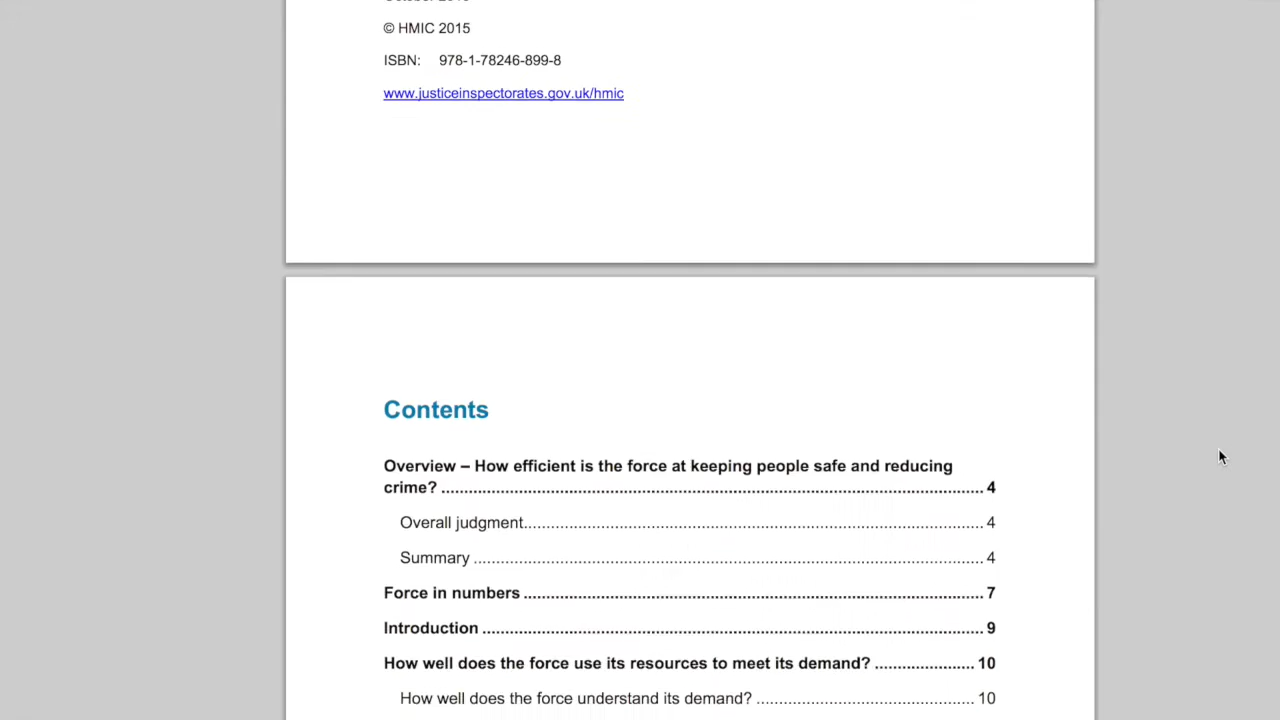 © HMIC 2015
ISBN: 978-1-78246-899-8
www.justiceinspectorates.gov.uk/hmic
Contents
Overview – How efficient is the force at keeping people safe and reducing
crime? ........................................................................................................................ 4
Overall judgment...................................................................................................... 4
Summary ................................................................................................................. 4
Force in numbers ..................................................................................................... 7
Introduction .............................................................................................................. 9
How well does the force use its resources to meet its demand? ...................... 10
How well does the force understand its demand? ................................................ 10